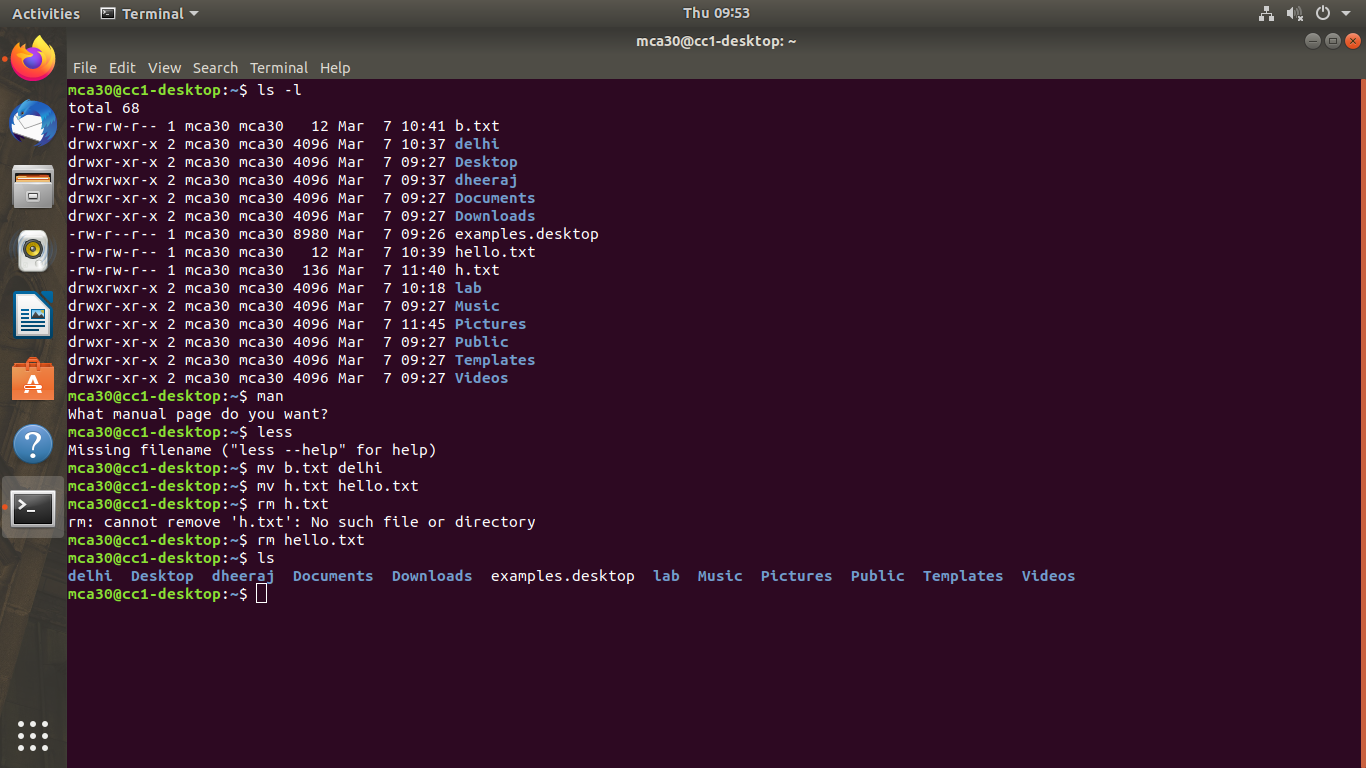 Activities Terminal Thu 09:53
mca30@cc1-desktop: ~
File Edit View Search Terminal Help
mca30@cc1-desktop:~$ ls -l
total 68
-rw-rw-r-- 1 mca30 mca30   12 Mar  7 10:41 b.txt
drwxrwxr-x 2 mca30 mca30 4096 Mar  7 10:37 delhi
drwxr-xr-x 2 mca30 mca30 4096 Mar  7 09:27 Desktop
drwxrwxr-x 2 mca30 mca30 4096 Mar  7 09:37 dheeraj
drwxr-xr-x 2 mca30 mca30 4096 Mar  7 09:27 Documents
drwxr-xr-x 2 mca30 mca30 4096 Mar  7 09:27 Downloads
-rw-r--r-- 1 mca30 mca30 8980 Mar  7 09:26 examples.desktop
-rw-rw-r-- 1 mca30 mca30   12 Mar  7 10:39 hello.txt
-rw-rw-r-- 1 mca30 mca30  136 Mar  7 11:40 h.txt
drwxrwxr-x 2 mca30 mca30 4096 Mar  7 10:18 lab
drwxr-xr-x 2 mca30 mca30 4096 Mar  7 09:27 Music
drwxr-xr-x 2 mca30 mca30 4096 Mar  7 11:45 Pictures
drwxr-xr-x 2 mca30 mca30 4096 Mar  7 09:27 Public
drwxr-xr-x 2 mca30 mca30 4096 Mar  7 09:27 Templates
drwxr-xr-x 2 mca30 mca30 4096 Mar  7 09:27 Videos
mca30@cc1-desktop:~$ man
What manual page do you want?
mca30@cc1-desktop:~$ less
Missing filename ("less --help" for help)
mca30@cc1-desktop:~$ mv b.txt delhi
mca30@cc1-desktop:~$ mv h.txt hello.txt
mca30@cc1-desktop:~$ rm h.txt
rm: cannot remove 'h.txt': No such file or directory
mca30@cc1-desktop:~$ rm hello.txt
mca30@cc1-desktop:~$ ls
delhi  Desktop  dheeraj  Documents  Downloads  examples.desktop  lab  Music  Pictures  Public  Templates  Videos
mca30@cc1-desktop:~$